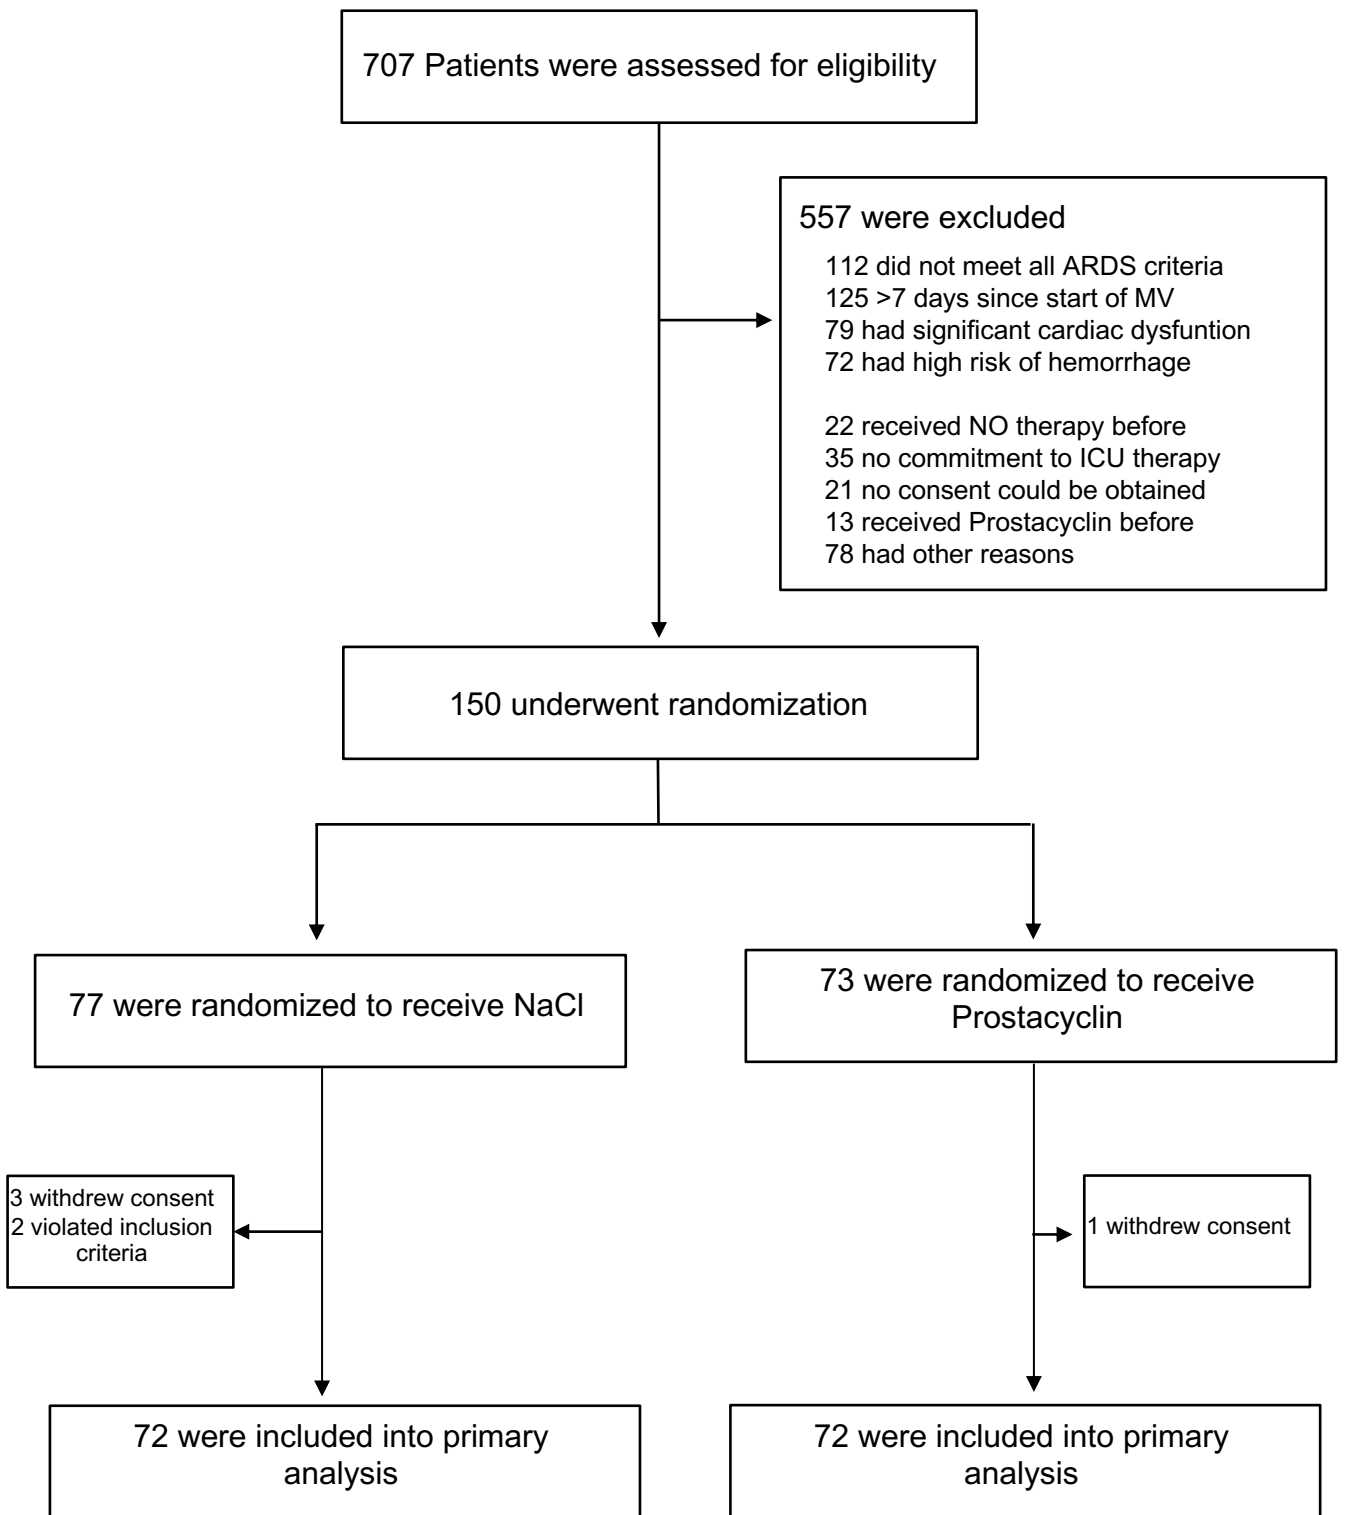 707 Patients were assessed for eligibility
557 were excluded
112 did not meet all ARDS criteria
125 >7 days since start of MV
79 had significant cardiac dysfuntion
72 had high risk of hemorrhage
22 received NO therapy before
35 no commitment to ICU therapy
21 no consent could be obtained
13 received Prostacyclin before
78 had other reasons
150 underwent randomization
77 were randomized to receive NaCl
73 were randomized to receive
Prostacyclin
3 withdrew consent
2 violated inclusion
criteria
1 withdrew consent
72 were included into primary
analysis
72 were included into primary
analysis